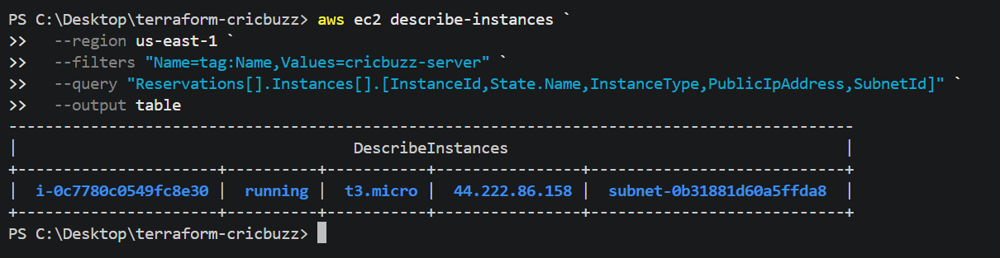 PS C:\Desktop\terraform-cricbuzz> aws ec2 describe-instances `
>>   --region us-east-1 `
>>   --filters "Name=tag:Name,Values=cricbuzz-server" `
>>   --query "Reservations[].Instances[].[InstanceId,State.Name,InstanceType,PublicIpAddress,SubnetId]" `
>>   --output table
----------------------------------------------------------------------------------------------
|                                      DescribeInstances                                     |
+----------------------+----------+-----------+----------------+----------------------------+
|  i-0c7780c0549fc8e30 |  running |  t3.micro |  44.222.86.158 |  subnet-0b31881d60a5ffda8  |
+----------------------+----------+-----------+----------------+----------------------------+
PS C:\Desktop\terraform-cricbuzz>